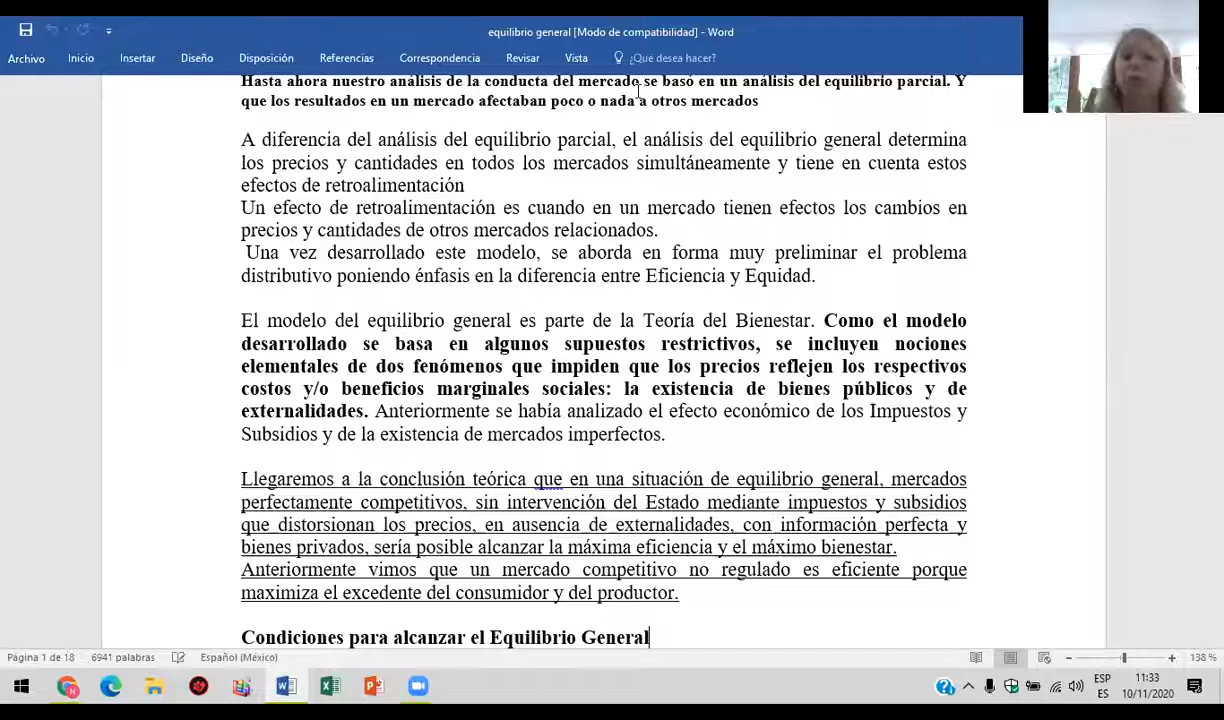 equilibrio general [Modo de compatibilidad] - Word
Archivo Inicio Insertar Diseño Disposición Referencias Correspondencia Revisar Vista ¿Qué desea hacer?
Hasta ahora nuestro análisis de la conducta del mercado se basó en un análisis del equilibrio parcial. Y
que los resultados en un mercado afectaban poco o nada a otros mercados
A diferencia del análisis del equilibrio parcial, el análisis del equilibrio general determina
los precios y cantidades en todos los mercados simultáneamente y tiene en cuenta estos
efectos de retroalimentación
Un efecto de retroalimentación es cuando en un mercado tienen efectos los cambios en
precios y cantidades de otros mercados relacionados.
Una vez desarrollado este modelo, se aborda en forma muy preliminar el problema
distributivo poniendo énfasis en la diferencia entre Eficiencia y Equidad.
El modelo del equilibrio general es parte de la Teoría del Bienestar. Como el modelo
desarrollado se basa en algunos supuestos restrictivos, se incluyen nociones
elementales de dos fenómenos que impiden que los precios reflejen los respectivos
costos y/o beneficios marginales sociales: la existencia de bienes públicos y de
externalidades. Anteriormente se había analizado el efecto económico de los Impuestos y
Subsidios y de la existencia de mercados imperfectos.
Llegaremos a la conclusión teórica que en una situación de equilibrio general, mercados
perfectamente competitivos, sin intervención del Estado mediante impuestos y subsidios
que distorsionan los precios, en ausencia de externalidades, con información perfecta y
bienes privados, sería posible alcanzar la máxima eficiencia y el máximo bienestar.
Anteriormente vimos que un mercado competitivo no regulado es eficiente porque
maximiza el excedente del consumidor y del productor.
Condiciones para alcanzar el Equilibrio General
Página 1 de 18 6941 palabras Español (México) 138 %
ESP 11:33
ES 10/11/2020